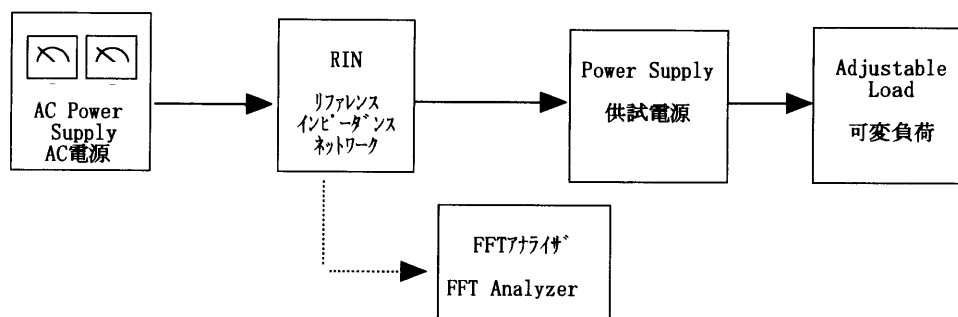 AC Power
Supply
AC電源
RIN
リファレンス
インピーダンス
ネットワーク
Power Supply
供試電源
Adjustable
Load
可変負荷
FFTアナライザ
FFT Analyzer